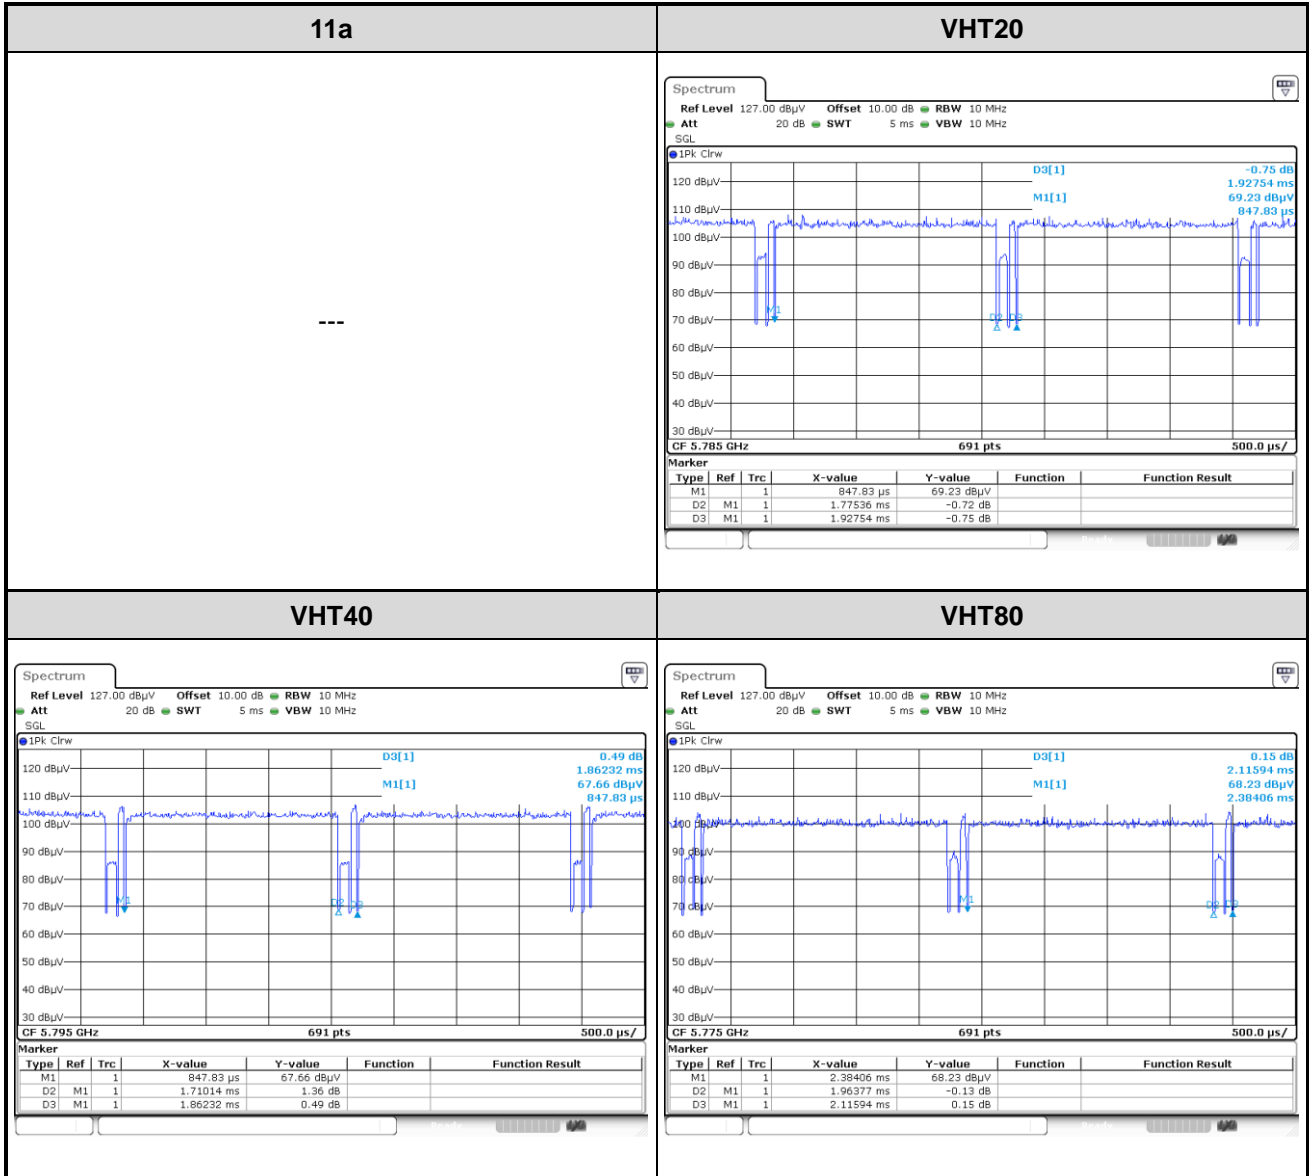 11a
VHT20
---
Spectrum
Ref Level 127.00 dBµV Offset 10.00 dB RBW 10 MHz
Att 20 dB SWT 5 ms VBW 10 MHz
SGL
1Pk Clrw
D3[1] -0.75 dB
1.92754 ms
M1[1] 69.23 dBµV
847.83 µs
120 dBµV
110 dBµV
100 dBµV
90 dBµV
80 dBµV
70 dBµV
60 dBµV
50 dBµV
40 dBµV
30 dBµV
M1
D2 D3
CF 5.785 GHz 691 pts 500.0 µs/
Marker
Type Ref Trc X-value Y-value Function Function Result
M1 1 847.83 µs 69.23 dBµV
D2 M1 1 1.77536 ms -0.72 dB
D3 M1 1 1.92754 ms -0.75 dB
Ready
VHT40
VHT80
Spectrum
Ref Level 127.00 dBµV Offset 10.00 dB RBW 10 MHz
Att 20 dB SWT 5 ms VBW 10 MHz
SGL
1Pk Clrw
D3[1] 0.49 dB
1.86232 ms
M1[1] 67.66 dBµV
847.83 µs
120 dBµV
110 dBµV
100 dBµV
90 dBµV
80 dBµV
70 dBµV
60 dBµV
50 dBµV
40 dBµV
30 dBµV
M1
D2 D3
CF 5.795 GHz 691 pts 500.0 µs/
Marker
Type Ref Trc X-value Y-value Function Function Result
M1 1 847.83 µs 67.66 dBµV
D2 M1 1 1.71014 ms 1.36 dB
D3 M1 1 1.86232 ms 0.49 dB
Ready
Spectrum
Ref Level 127.00 dBµV Offset 10.00 dB RBW 10 MHz
Att 20 dB SWT 5 ms VBW 10 MHz
SGL
1Pk Clrw
D3[1] 0.15 dB
2.11594 ms
M1[1] 68.23 dBµV
2.38406 ms
120 dBµV
110 dBµV
100 dBµV
90 dBµV
80 dBµV
70 dBµV
60 dBµV
50 dBµV
40 dBµV
30 dBµV
M1
D2 D3
CF 5.775 GHz 691 pts 500.0 µs/
Marker
Type Ref Trc X-value Y-value Function Function Result
M1 1 2.38406 ms 68.23 dBµV
D2 M1 1 1.96377 ms -0.13 dB
D3 M1 1 2.11594 ms 0.15 dB
Ready